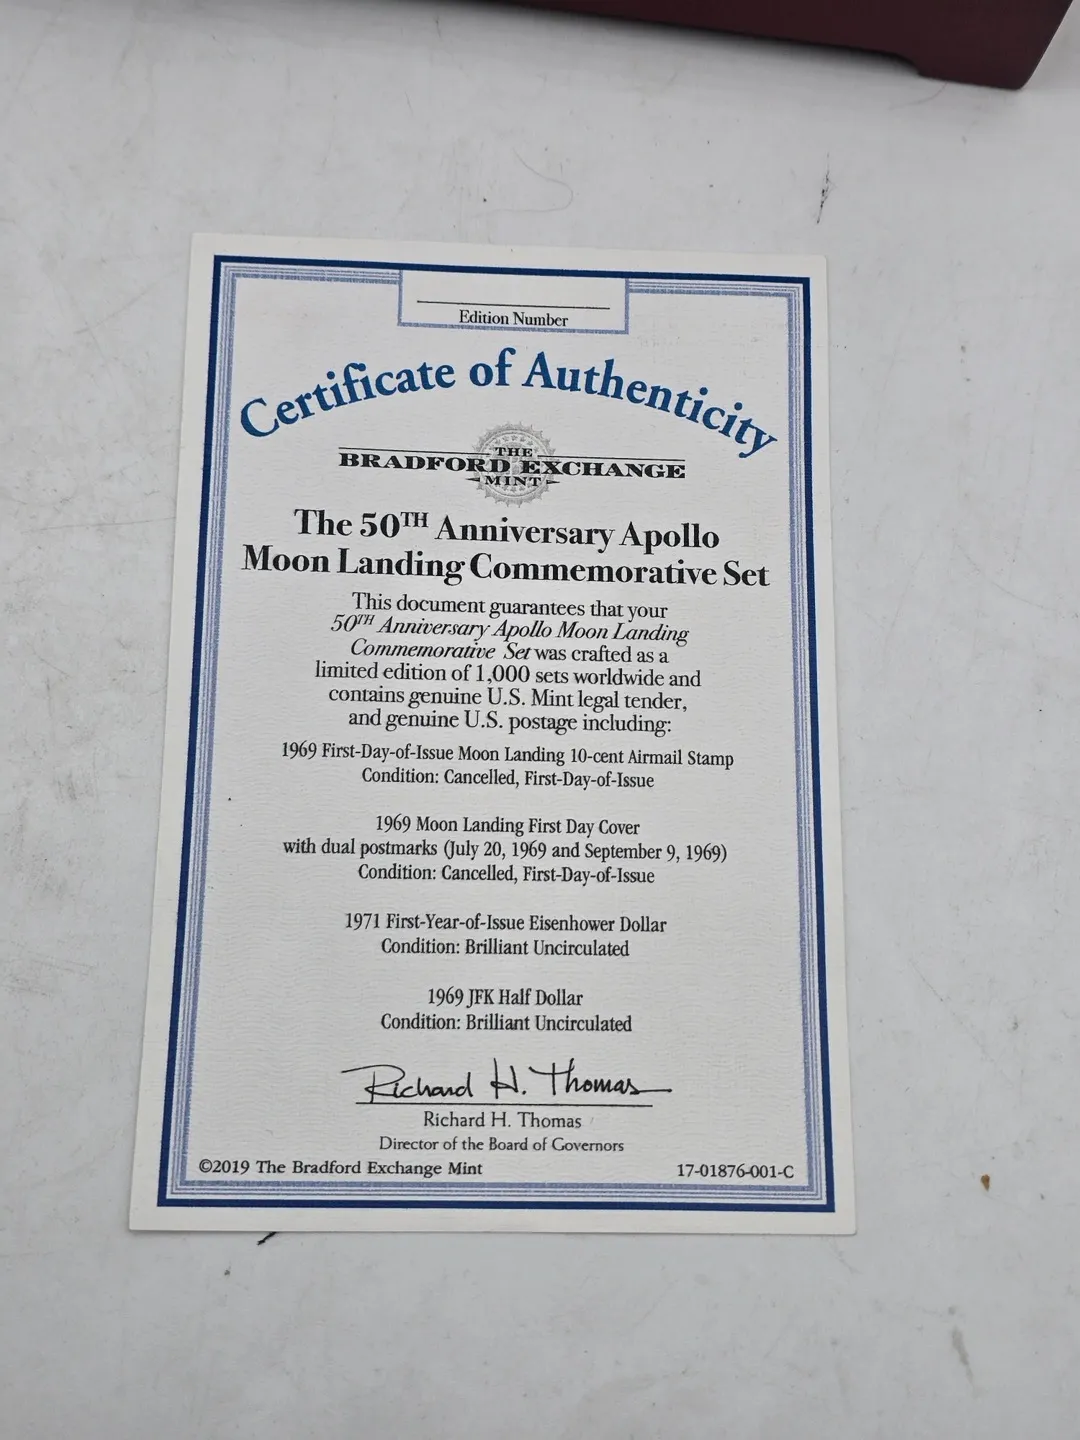 Edition Number
Certificate of Authenticity
THE
BRADFORD EXCHANGE
MINT
The 50TH Anniversary Apollo
Moon Landing Commemorative Set
This document guarantees that your
50TH Anniversary Apollo Moon Landing
Commemorative Set was crafted as a
limited edition of 1,000 sets worldwide and
contains genuine U.S. Mint legal tender,
and genuine U.S. postage including:
1969 First-Day-of-Issue Moon Landing 10-cent Airmail Stamp
Condition: Cancelled, First-Day-of-Issue
1969 Moon Landing First Day Cover
with dual postmarks (July 20, 1969 and September 9, 1969)
Condition: Cancelled, First-Day-of-Issue
1971 First-Year-of-Issue Eisenhower Dollar
Condition: Brilliant Uncirculated
1969 JFK Half Dollar
Condition: Brilliant Uncirculated
Richard H. Thomas
Richard H. Thomas
Director of the Board of Governors
©2019 The Bradford Exchange Mint 17-01876-001-C